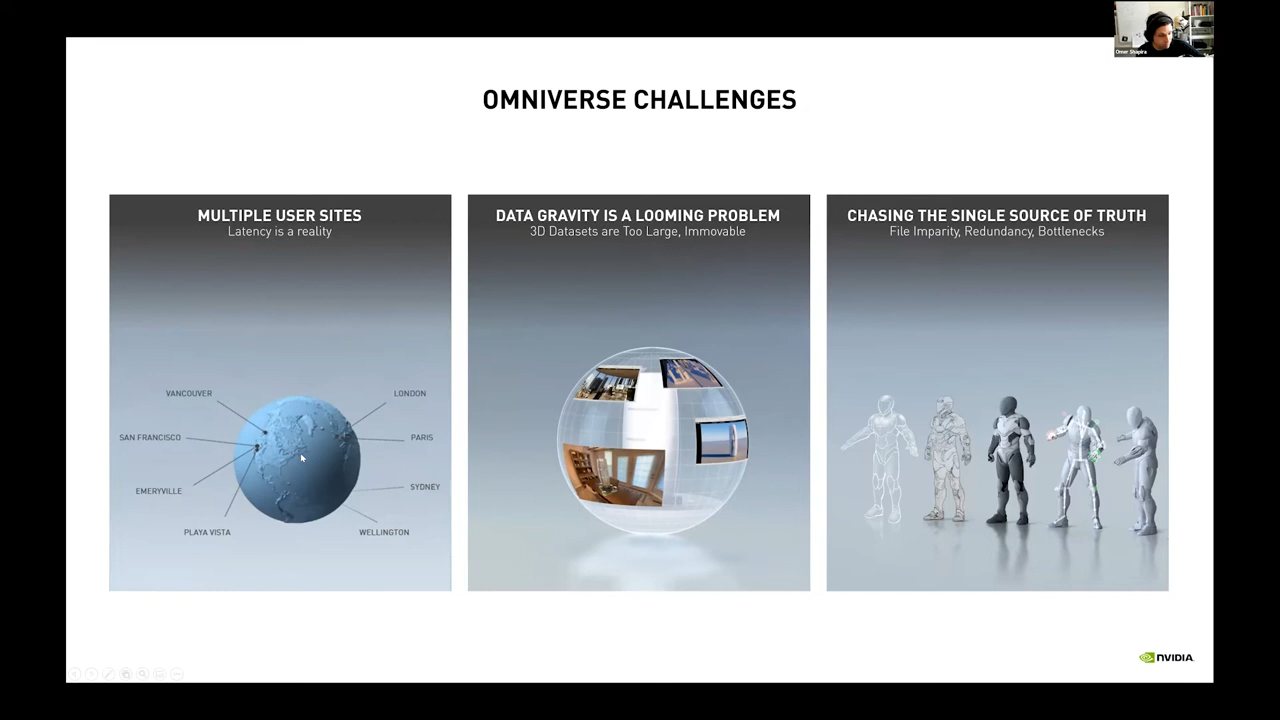 Omer Shapira
OMNIVERSE CHALLENGES
MULTIPLE USER SITES
Latency is a reality
VANCOUVER
LONDON
SAN FRANCISCO
PARIS
EMERYVILLE
SYDNEY
PLAYA VISTA
WELLINGTON
DATA GRAVITY IS A LOOMING PROBLEM
3D Datasets are Too Large, Immovable
CHASING THE SINGLE SOURCE OF TRUTH
File Imparity, Redundancy, Bottlenecks
NVIDIA